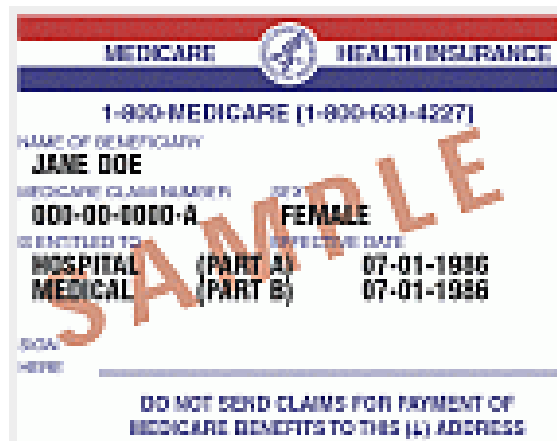 MEDICARE HEALTH INSURANCE
1-800-MEDICARE (1-800-633-4227)
NAME OF BENEFICIARY
JANE DOE
MEDICARE CLAIM NUMBER SEX
000-00-0000-A FEMALE
IS ENTITLED TO EFFECTIVE DATE
HOSPITAL (PART A) 07-01-1986
MEDICAL (PART B) 07-01-1986
SAMPLE
SIGN
HERE
DO NOT SEND CLAIMS FOR PAYMENT OF
MEDICARE BENEFITS TO THIS (↓) ADDRESS